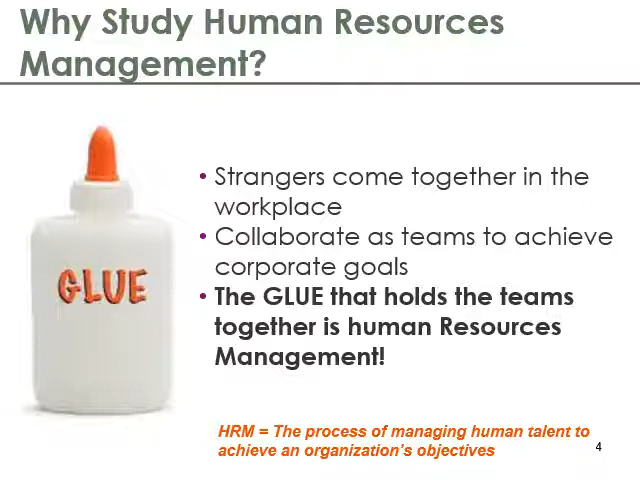 Why Study Human Resources
Management?
GLUE
• Strangers come together in the
workplace
• Collaborate as teams to achieve
corporate goals
• The GLUE that holds the teams
together is human Resources
Management!
HRM = The process of managing human talent to
achieve an organization's objectives
4